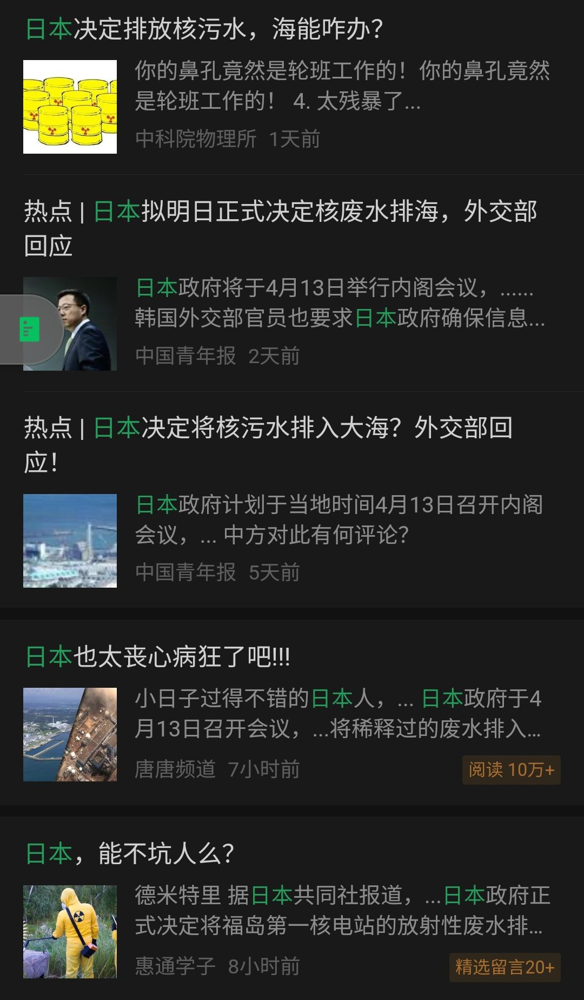 日本决定排放核污水，海能咋办？
你的鼻孔竟然是轮班工作的！你的鼻孔竟然
是轮班工作的！ 4. 太残暴了...
中科院物理所 1天前
热点 | 日本拟明日正式决定核废水排海，外交部
回应
日本政府将于4月13日举行内阁会议，......
韩国外交部官员也要求日本政府确保信息...
中国青年报 2天前
热点 | 日本决定将核污水排入大海？外交部回
应！
日本政府计划于当地时间4月13日召开内阁
会议，... 中方对此有何评论？
中国青年报 5天前
日本也太丧心病狂了吧!!!
小日子过得不错的日本人，... 日本政府于4
月13日召开会议，...将稀释过的废水排入...
唐唐频道 7小时前
阅读 10万+
日本，能不坑人么？
德米特里 据日本共同社报道，...日本政府正
式决定将福岛第一核电站的放射性废水排...
惠通学子 8小时前
精选留言20+